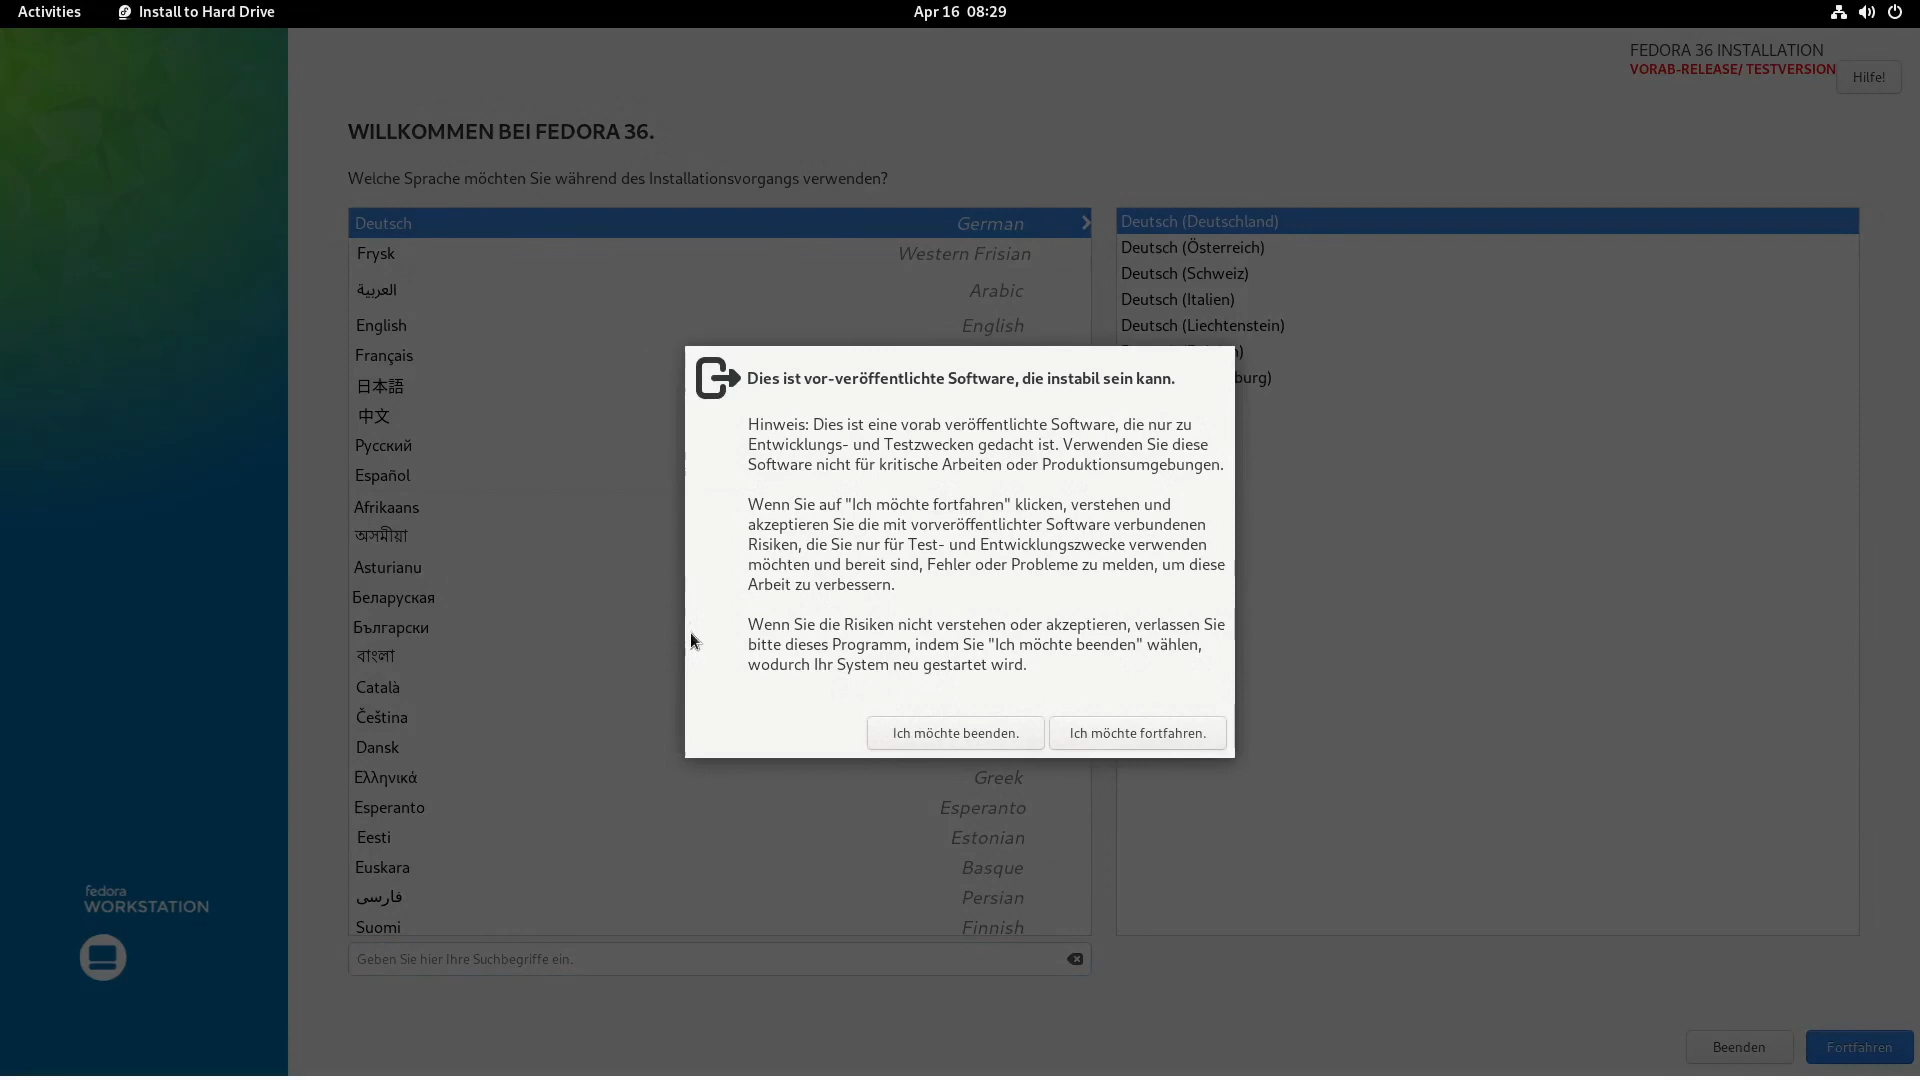 Activities
Install to Hard Drive
Apr 16 08:29
FEDORA 36 INSTALLATION
VORAB-RELEASE/ TESTVERSION
Hilfe!
WILLKOMMEN BEI FEDORA 36.
Welche Sprache möchten Sie während des Installationsvorgangs verwenden?
Deutsch German
Frysk Western Frisian
العربية Arabic
English English
Français
日本語
中文
Русский
Español
Afrikaans
অসমীয়া
Asturianu
Беларуская
Български
বাংলা
Català
Čeština
Dansk
Ελληνικά Greek
Esperanto Esperanto
Eesti Estonian
Euskara Basque
فارسی Persian
Suomi Finnish
Geben Sie hier Ihre Suchbegriffe ein.
Deutsch (Deutschland)
Deutsch (Österreich)
Deutsch (Schweiz)
Deutsch (Italien)
Deutsch (Liechtenstein)
Dies ist vor-veröffentlichte Software, die instabil sein kann.
Hinweis: Dies ist eine vorab veröffentlichte Software, die nur zu
Entwicklungs- und Testzwecken gedacht ist. Verwenden Sie diese
Software nicht für kritische Arbeiten oder Produktionsumgebungen.
Wenn Sie auf "Ich möchte fortfahren" klicken, verstehen und
akzeptieren Sie die mit vorveröffentlichter Software verbundenen
Risiken, die Sie nur für Test- und Entwicklungszwecke verwenden
möchten und bereit sind, Fehler oder Probleme zu melden, um diese
Arbeit zu verbessern.
Wenn Sie die Risiken nicht verstehen oder akzeptieren, verlassen Sie
bitte dieses Programm, indem Sie "Ich möchte beenden" wählen,
wodurch Ihr System neu gestartet wird.
Ich möchte beenden.
Ich möchte fortfahren.
fedora
WORKSTATION
Beenden
Fortfahren